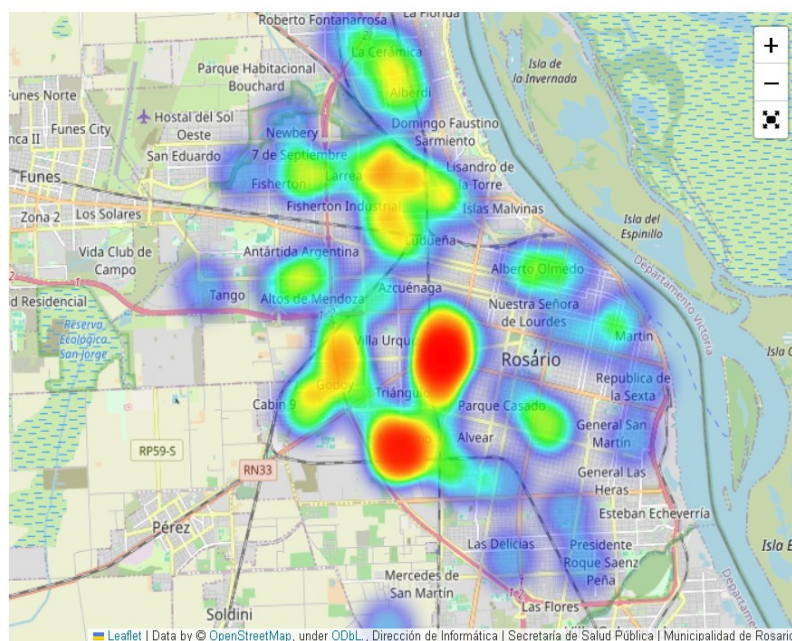 Roberto Fontanarrosa
La Florida
La Cerámica
Isla de
la Invernada
Parque Habitacional
Bouchard
Alberdi
Funes Norte
Hostal del Sol
Oeste
Funes City
Domingo Faustino
Sarmiento
Newbery
San Eduardo
7 de Septiembre
Larrea
Lisandro de
la Torre
Funes
Fisherton
Fisherton Industrial
Islas Malvinas
Zona 2
Los Solares
Isla del
Espinillo
Ludueña
Vida Club de
Campo
Antártida Argentina
Alberto Olmedo
Departamento Victoria
Tango
Altos de Mendoza
Azcuénaga
Nuestra Señora
de Lourdes
Reserva
Ecológica
San Jorge
Villa Urqu
Martin
Rosário
Godoy
Triángulo
Republica de
la Sexta
Cabin 9
Parque Casado
General San
Martín
Alvear
RP59-S
RN33
General Las
Heras
Pérez
Esteban Echeverría
Las Delicias
Presidente
Roque Saenz
Peña
Mercedes de
San Martín
Las Flores
Soldini
+
−
Leaflet | Data by © OpenStreetMap, under ODbL., Dirección de Informática | Secretaría de Salud Pública | Municipalidad de Rosari